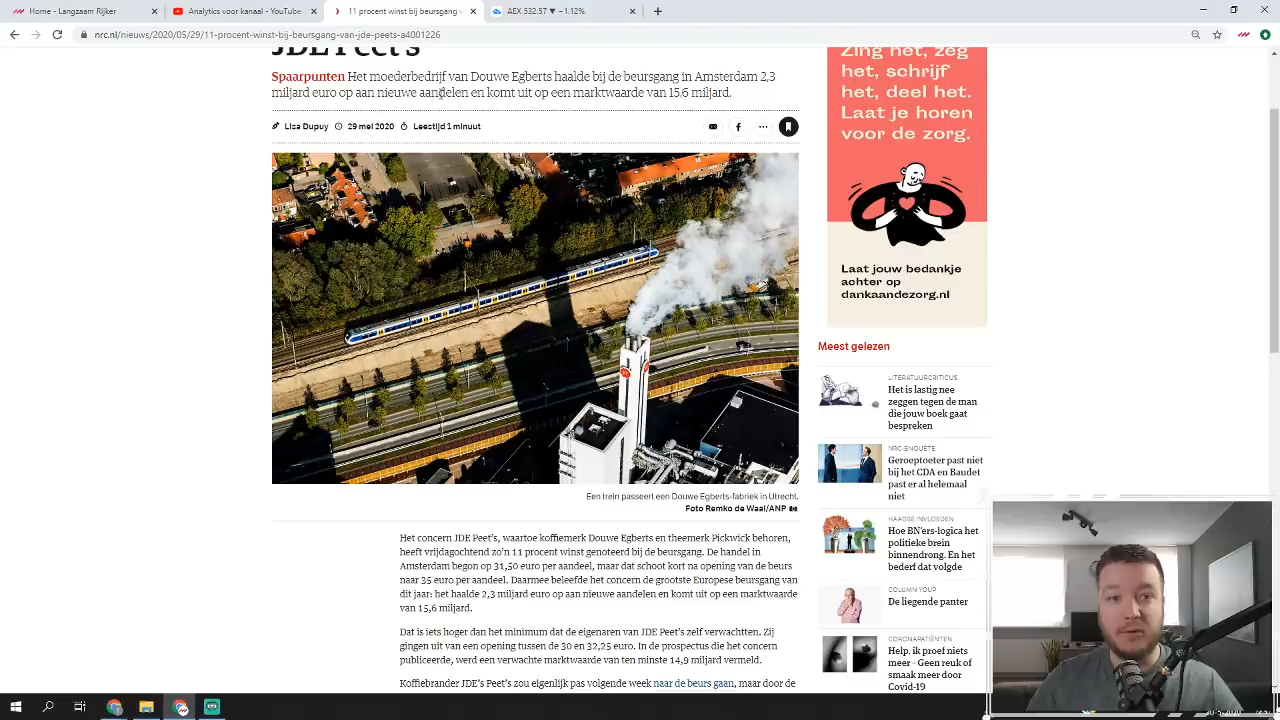 Home - Langzaam Rijker
Analytics voor kanaal - YouTube
11 procent winst bij beursgang v
AEX 532.57 ▼ −1.12%
nrc.nl/nieuws/2020/05/29/11-procent-winst-bij-beursgang-van-jde-peets-a4001226
JDE Peet's
Spaarpunten Het moederbedrijf van Douwe Egberts haalde bij de beursgang in Amsterdam 2,3
miljard euro op aan nieuwe aandelen en komt uit op een marktwaarde van 15,6 miljard.
Lisa Dupuy 29 mei 2020 Leestijd 1 minuut
Een trein passeert een Douwe Egberts-fabriek in Utrecht.
Foto Remko de Waal/ANP
Het concern JDE Peet's, waartoe koffiemerk Douwe Egberts en theemerk Pickwick behoren,
heeft vrijdagochtend zo'n 11 procent winst genoteerd bij de beursgang. De handel in
Amsterdam begon op 31,50 euro per aandeel, maar dat schoot kort na opening van de beurs
naar 35 euro per aandeel. Daarmee beleefde het concern de grootste Europese beursgang van
dit jaar: het haalde 2,3 miljard euro op aan nieuwe aandelen en komt uit op een marktwaarde
van 15,6 miljard.
Dat is iets hoger dan het minimum dat de eigenaren van JDE Peet's zelf verwachtten. Zij
gingen uit van een opening tussen de 30 en 32,25 euro. In de prospectus die het concern
publiceerde, werd een verwachte marktwaarde van ten minste 14,9 miljard vermeld.
Koffiebrander JDE's Peet's zou eigenlijk pas volgende week naar de beurs gaan, maar door de
Zing het, zeg
het, schrijf
het, deel het.
Laat je horen
voor de zorg.
Laat jouw bedankje
achter op
dankaandezorg.nl
Meest gelezen
LITERATUURCRITICUS
Het is lastig nee
zeggen tegen de man
die jouw boek gaat
bespreken
NRC-ENQUÊTE
Geroeptoeter past niet
bij het CDA en Baudet
past er al helemaal
niet
HAAGSE INVLOEDEN
Hoe BN'ers-logica het
politieke brein
binnendrong. En het
bederf dat volgde
COLUMN YOUP
De liegende panter
CORONAPATIËNTEN
Help, ik proef niets
meer - Geen reuk of
smaak meer door
Covid-19